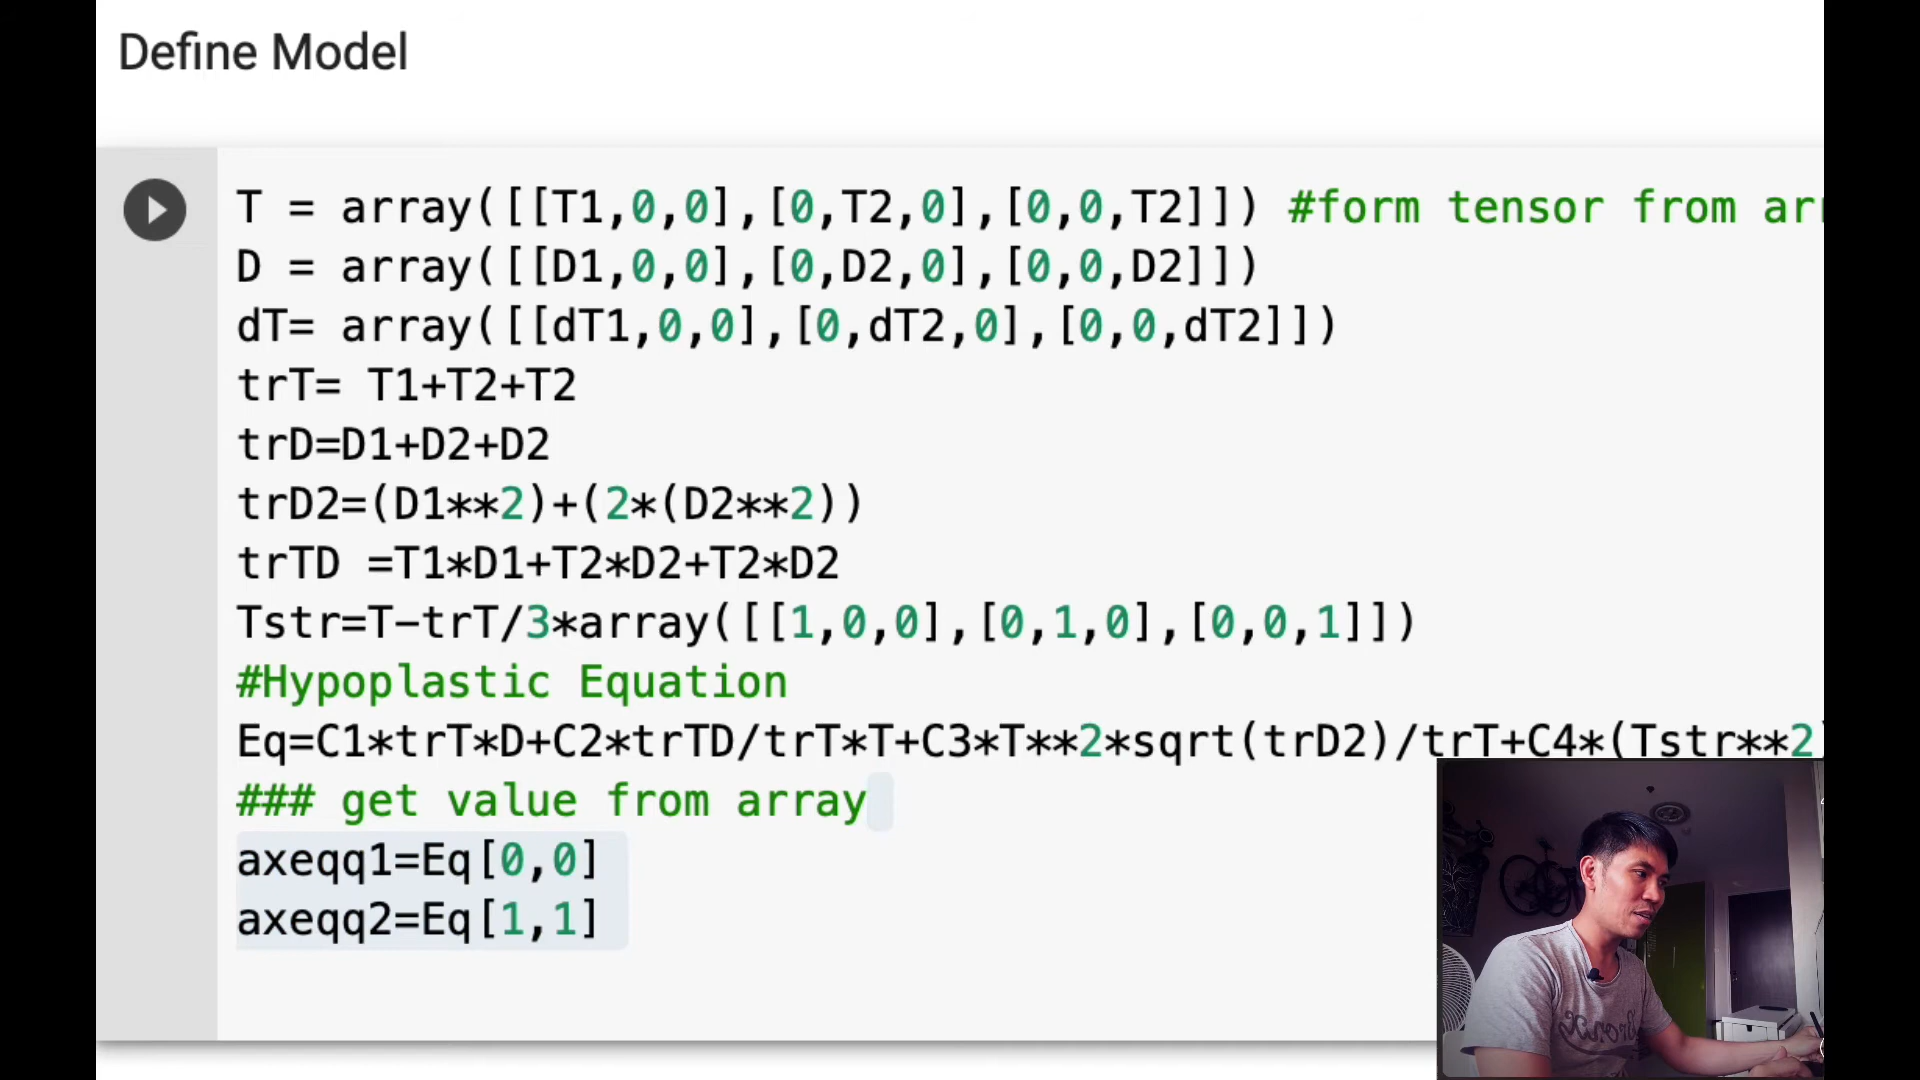 Define Model
T = array([[T1,0,0],[0,T2,0],[0,0,T2]]) #form tensor from
D = array([[D1,0,0],[0,D2,0],[0,0,D2]])
dT= array([[dT1,0,0],[0,dT2,0],[0,0,dT2]])
trT= T1+T2+T2
trD=D1+D2+D2
trD2=(D1**2)+(2*(D2**2))
trTD =T1*D1+T2*D2+T2*D2
Tstr=T-trT/3*array([[1,0,0],[0,1,0],[0,0,1]])
#Hypoplastic Equation
Eq=C1*trT*D+C2*trTD/trT*T+C3*T**2*sqrt(trD2)/trT+C4*(Tstr**2
### get value from array
axeqq1=Eq[0,0]
axeqq2=Eq[1,1]